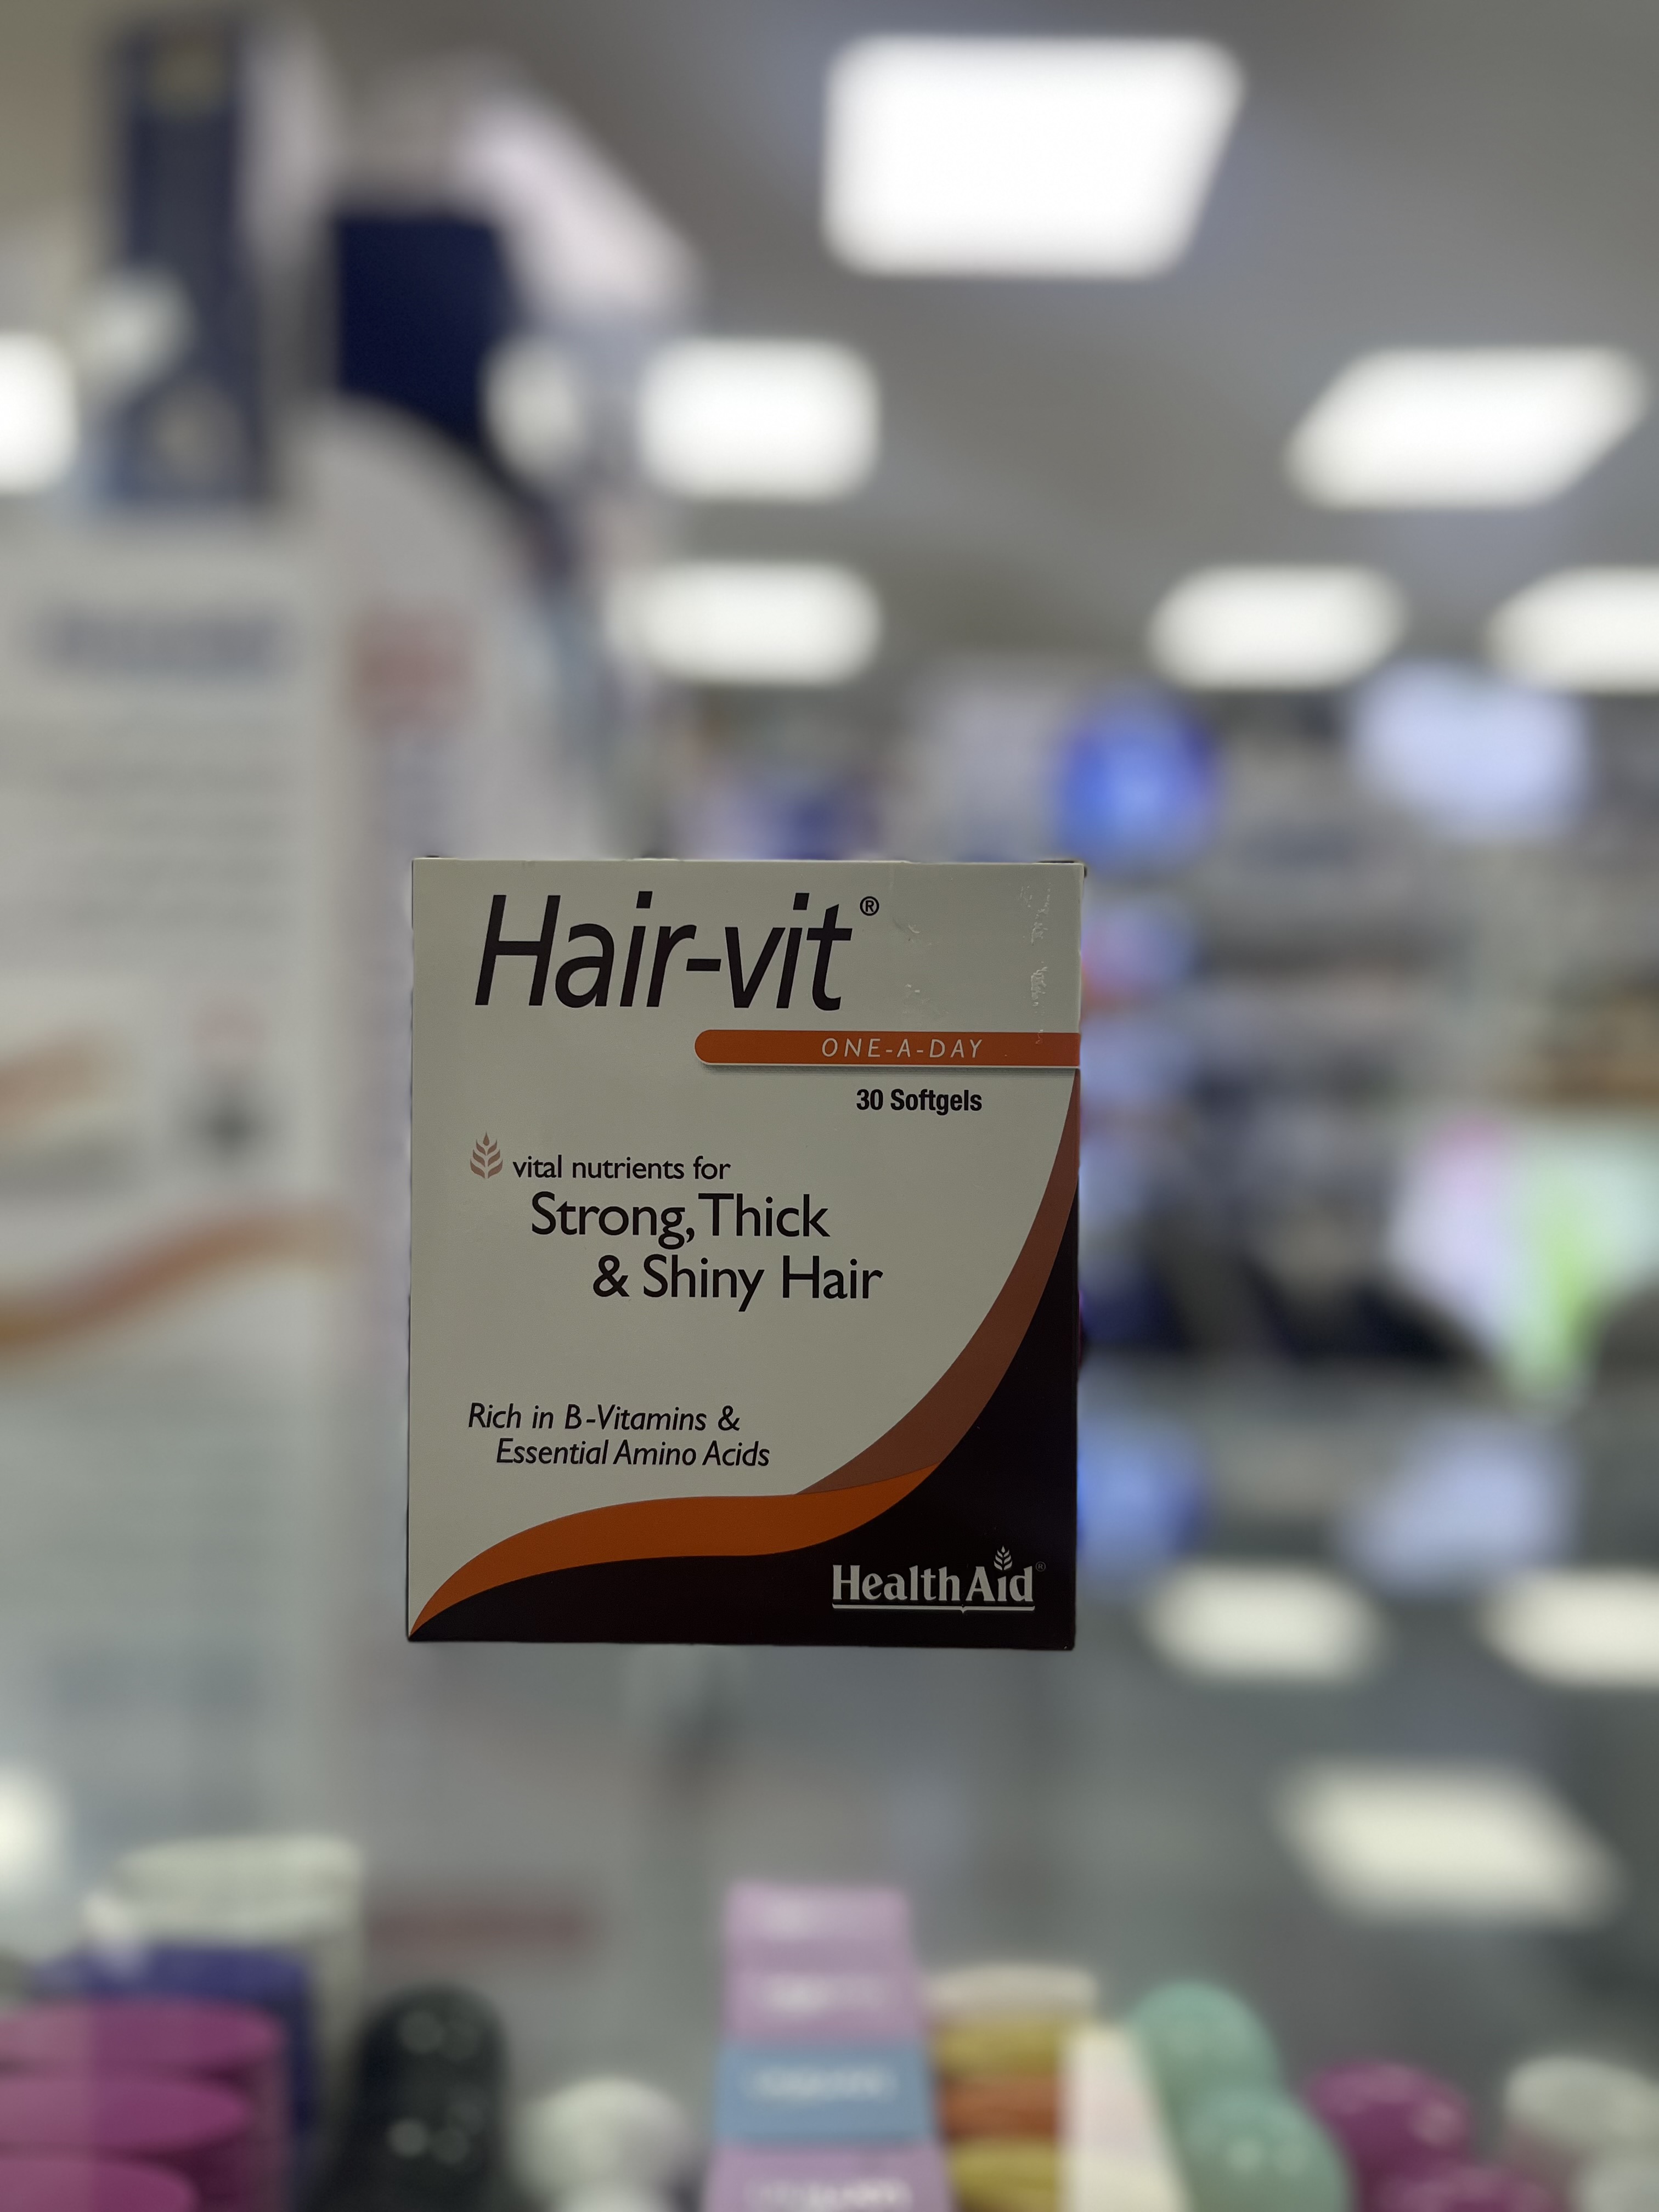 Hair-vit®
ONE-A-DAY
30 Softgels
vital nutrients for
Strong, Thick
& Shiny Hair
Rich in B-Vitamins &
Essential Amino Acids
HealthAid®